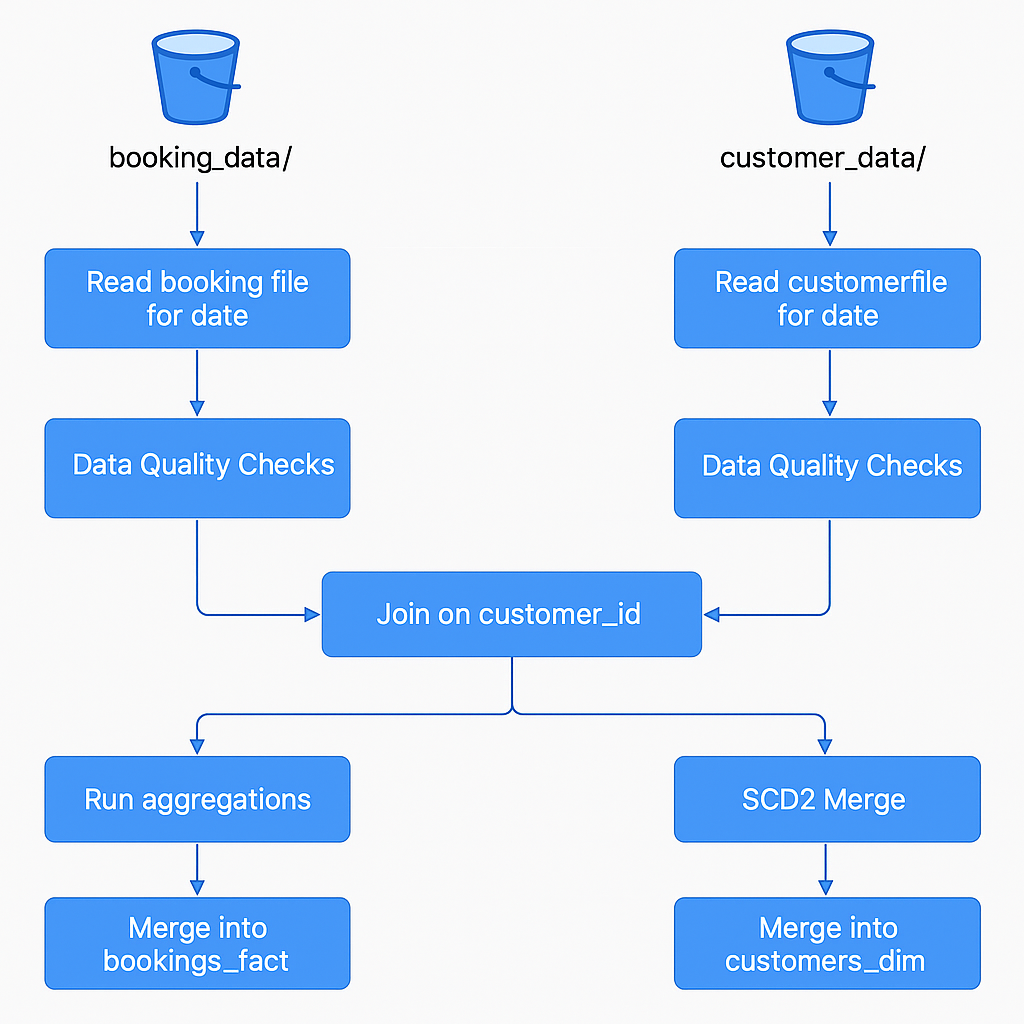 booking_data/
customer_data/
Read booking file
for date
Read customerfile
for date
Data Quality Checks
Data Quality Checks
Join on customer_id
Run aggregations
SCD2 Merge
Merge into
bookings_fact
Merge into
customers_dim